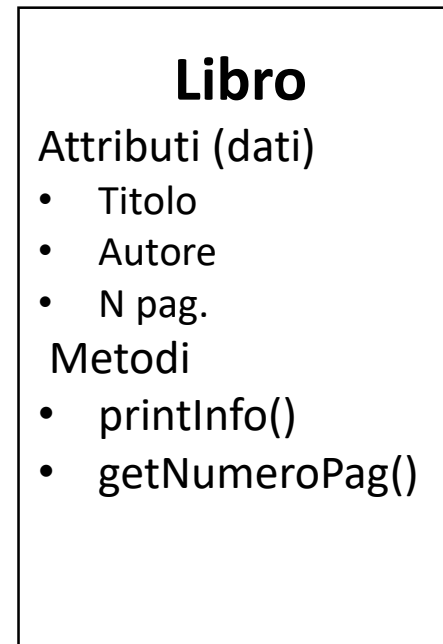 Libro
Attributi (dati)
• Titolo
• Autore
• N pag.
Metodi
• printInfo()
• getNumeroPag()